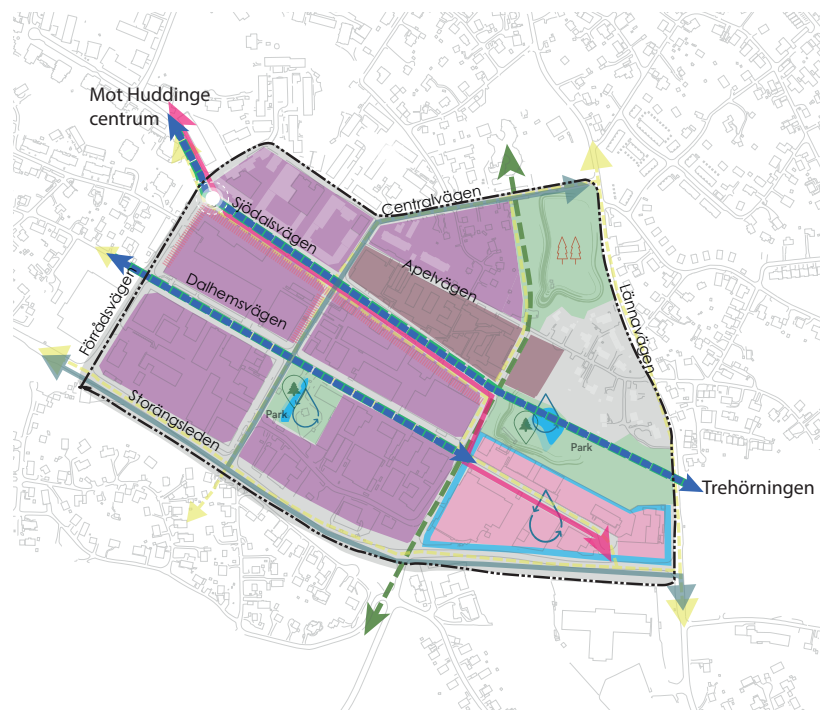 Mot Huddinge
centrum
Centralvägen
Sjödalsvägen
Apelvägen
Dalhemsvägen
Förrådsvägen
Lännavägen
Storängsleden
Park
Park
Trehörningen